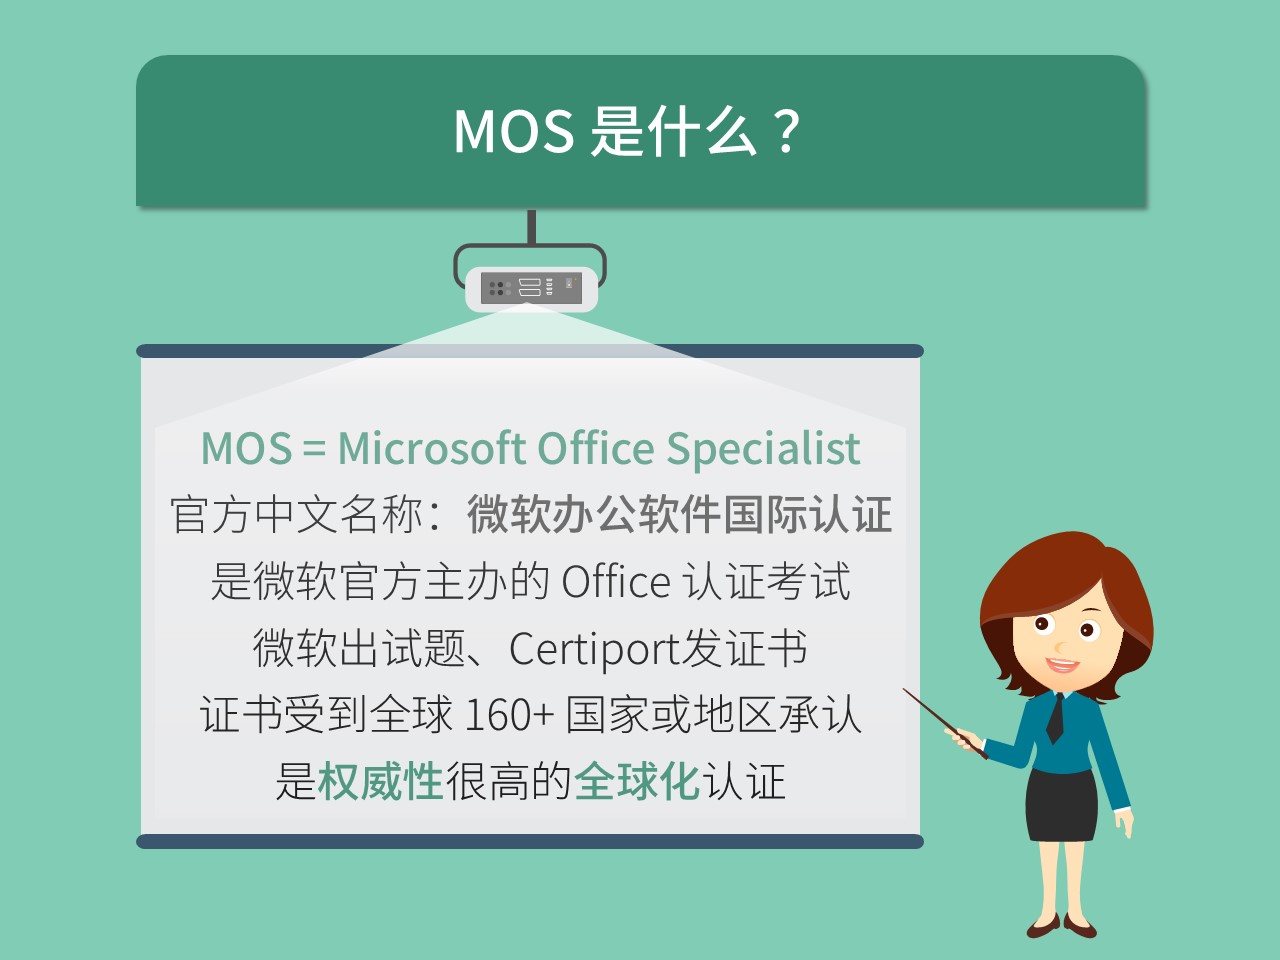 MOS 是什么？
MOS = Microsoft Office Specialist
官方中文名称：微软办公软件国际认证
是微软官方主办的 Office 认证考试
微软出试题、Certiport发证书
证书受到全球 160+ 国家或地区承认
是权威性很高的全球化认证